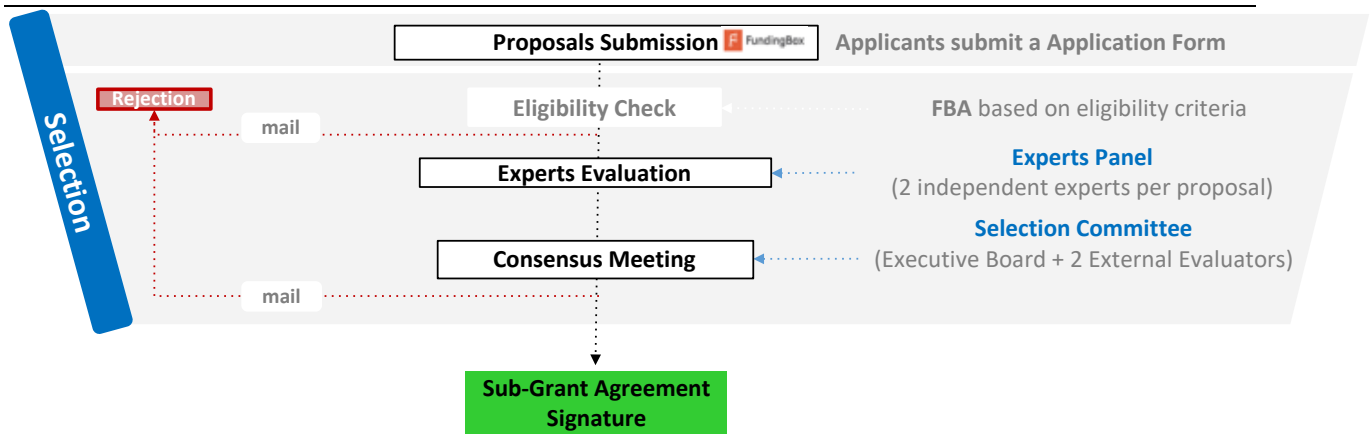 Proposals Submission FundingBox Applicants submit a Application Form
Rejection
Eligibility Check
FBA based on eligibility criteria
mail
Selection
Experts Evaluation
Experts Panel
(2 independent experts per proposal)
Consensus Meeting
Selection Committee
(Executive Board + 2 External Evaluators)
mail
Sub-Grant Agreement
Signature